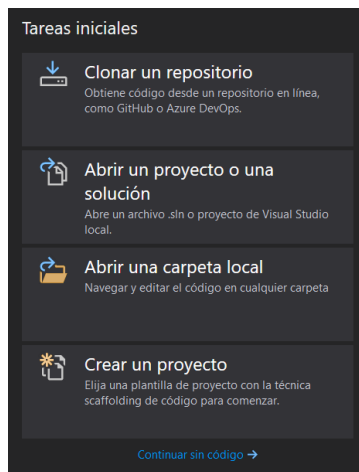 Tareas iniciales
Clonar un repositorio
Obtiene código desde un repositorio en línea,
como GitHub o Azure DevOps.
Abrir un proyecto o una
solución
Abre un archivo .sln o proyecto de Visual Studio
local.
Abrir una carpeta local
Navegar y editar el código en cualquier carpeta
Crear un proyecto
Elija una plantilla de proyecto con la técnica
scaffolding de código para comenzar.
Continuar sin código →